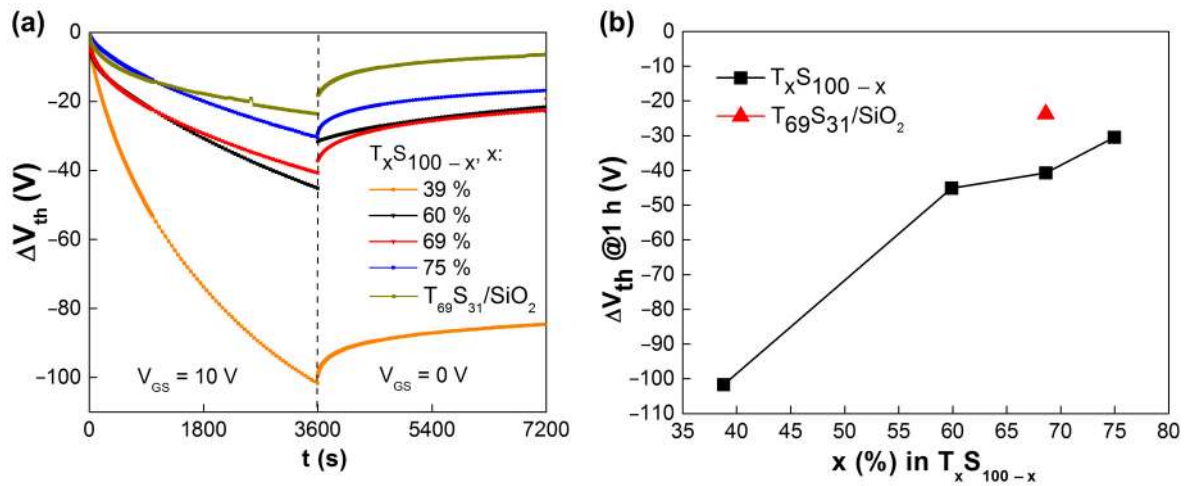 (a)
0
−20
−40
−60
−80
−100
ΔVth (V)
TxS100 − x, x:
39 %
60 %
69 %
75 %
T69S31/SiO2
VGS = 10 V
VGS = 0 V
0 1800 3600 5400 7200
t (s)
(b)
0
−10
−20
−30
−40
−50
−60
−70
−80
−90
−100
−110
ΔVth @1 h (V)
TxS100 − x
T69S31/SiO2
35 40 45 50 55 60 65 70 75 80
x (%) in TxS100 − x